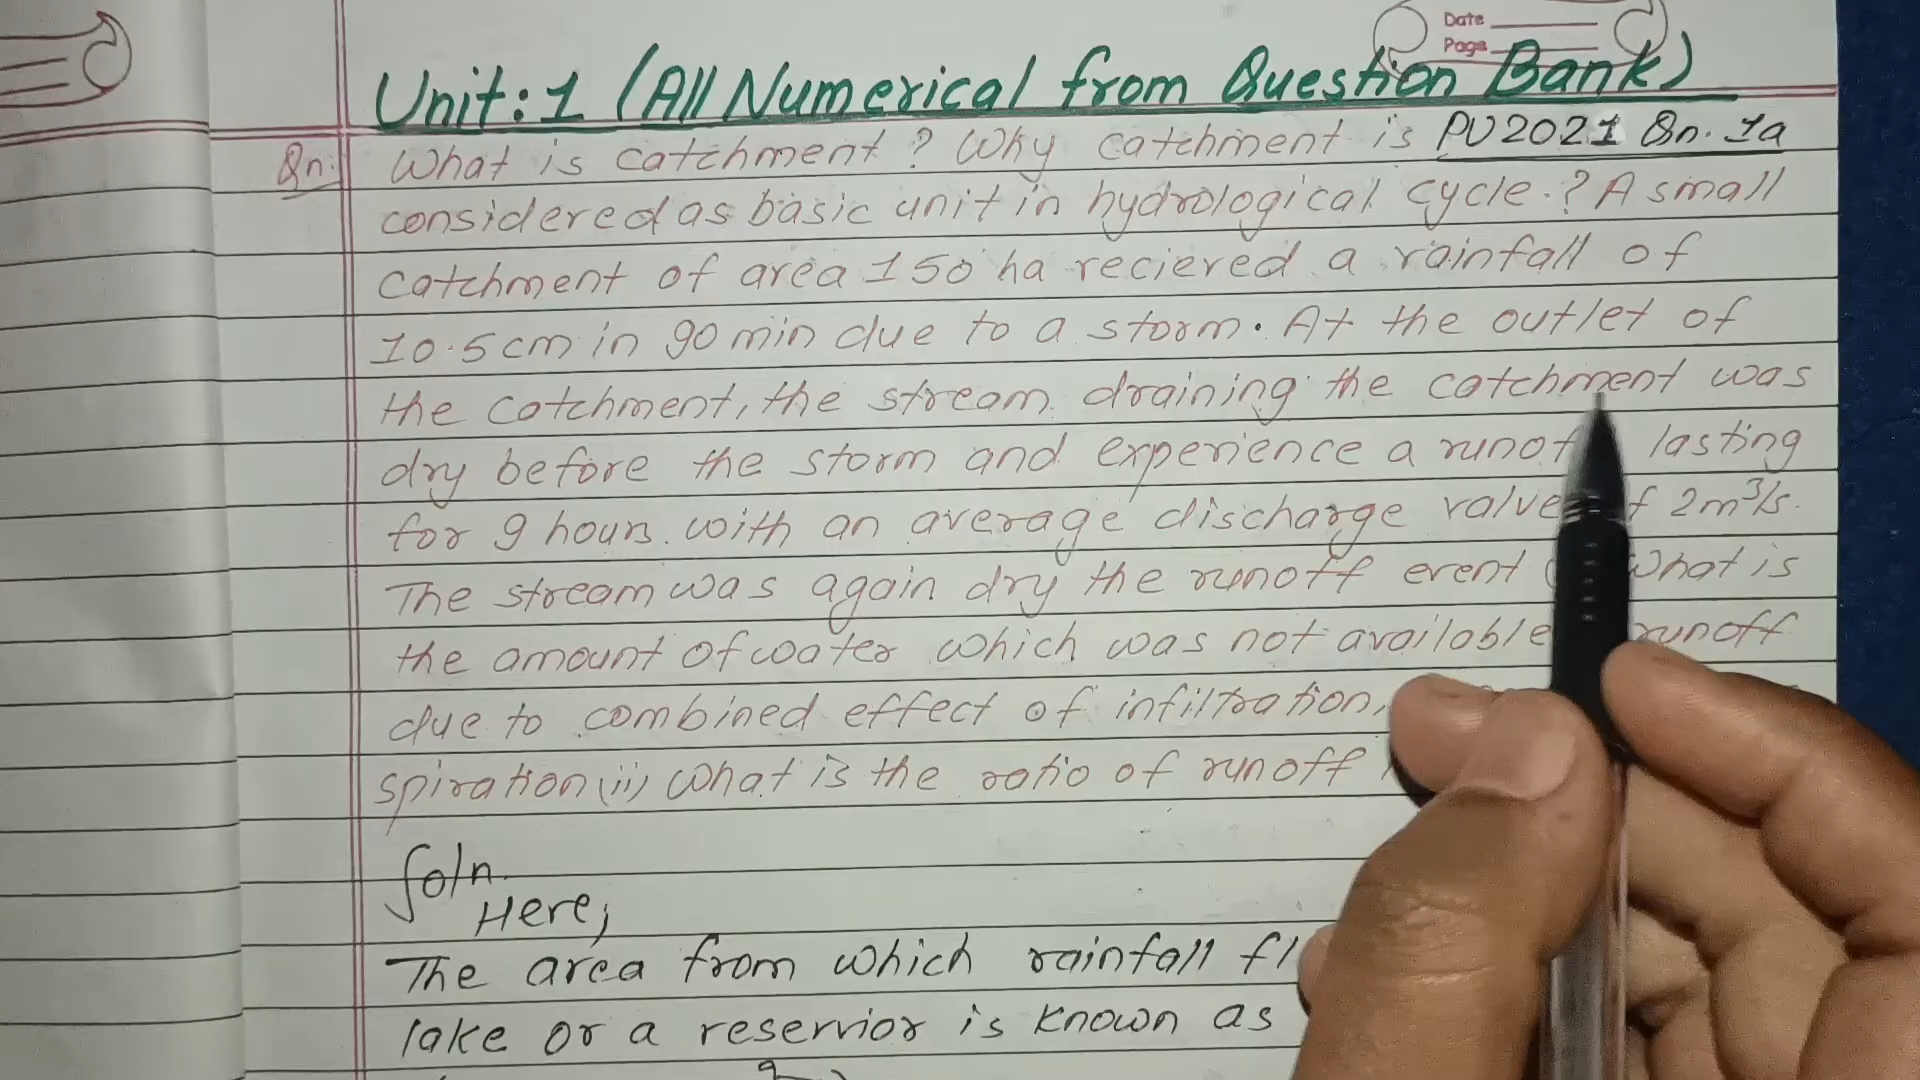 Date
Page
Unit:1 (All Numerical from Question Bank)
Qn: What is catchment? Why catchment is PU2021 Qn. 1a
considered as basic unit in hydrological cycle.? A small
catchment of area 150 ha recieved a rainfall of
10.5cm in 90 min due to a storm. At the outlet of
the catchment, the stream draining the catchment was
dry before the storm and experience a runoff lasting
for 9 hours. with an average discharge value of 2m³/s.
The stream was again dry the runoff event What is
the amount of water which was not available runoff
due to combined effect of infiltration,
spiration (ii) What is the ratio of runoff
Soln.
Here,
The area from which rainfall fl
lake or a reservior is known as